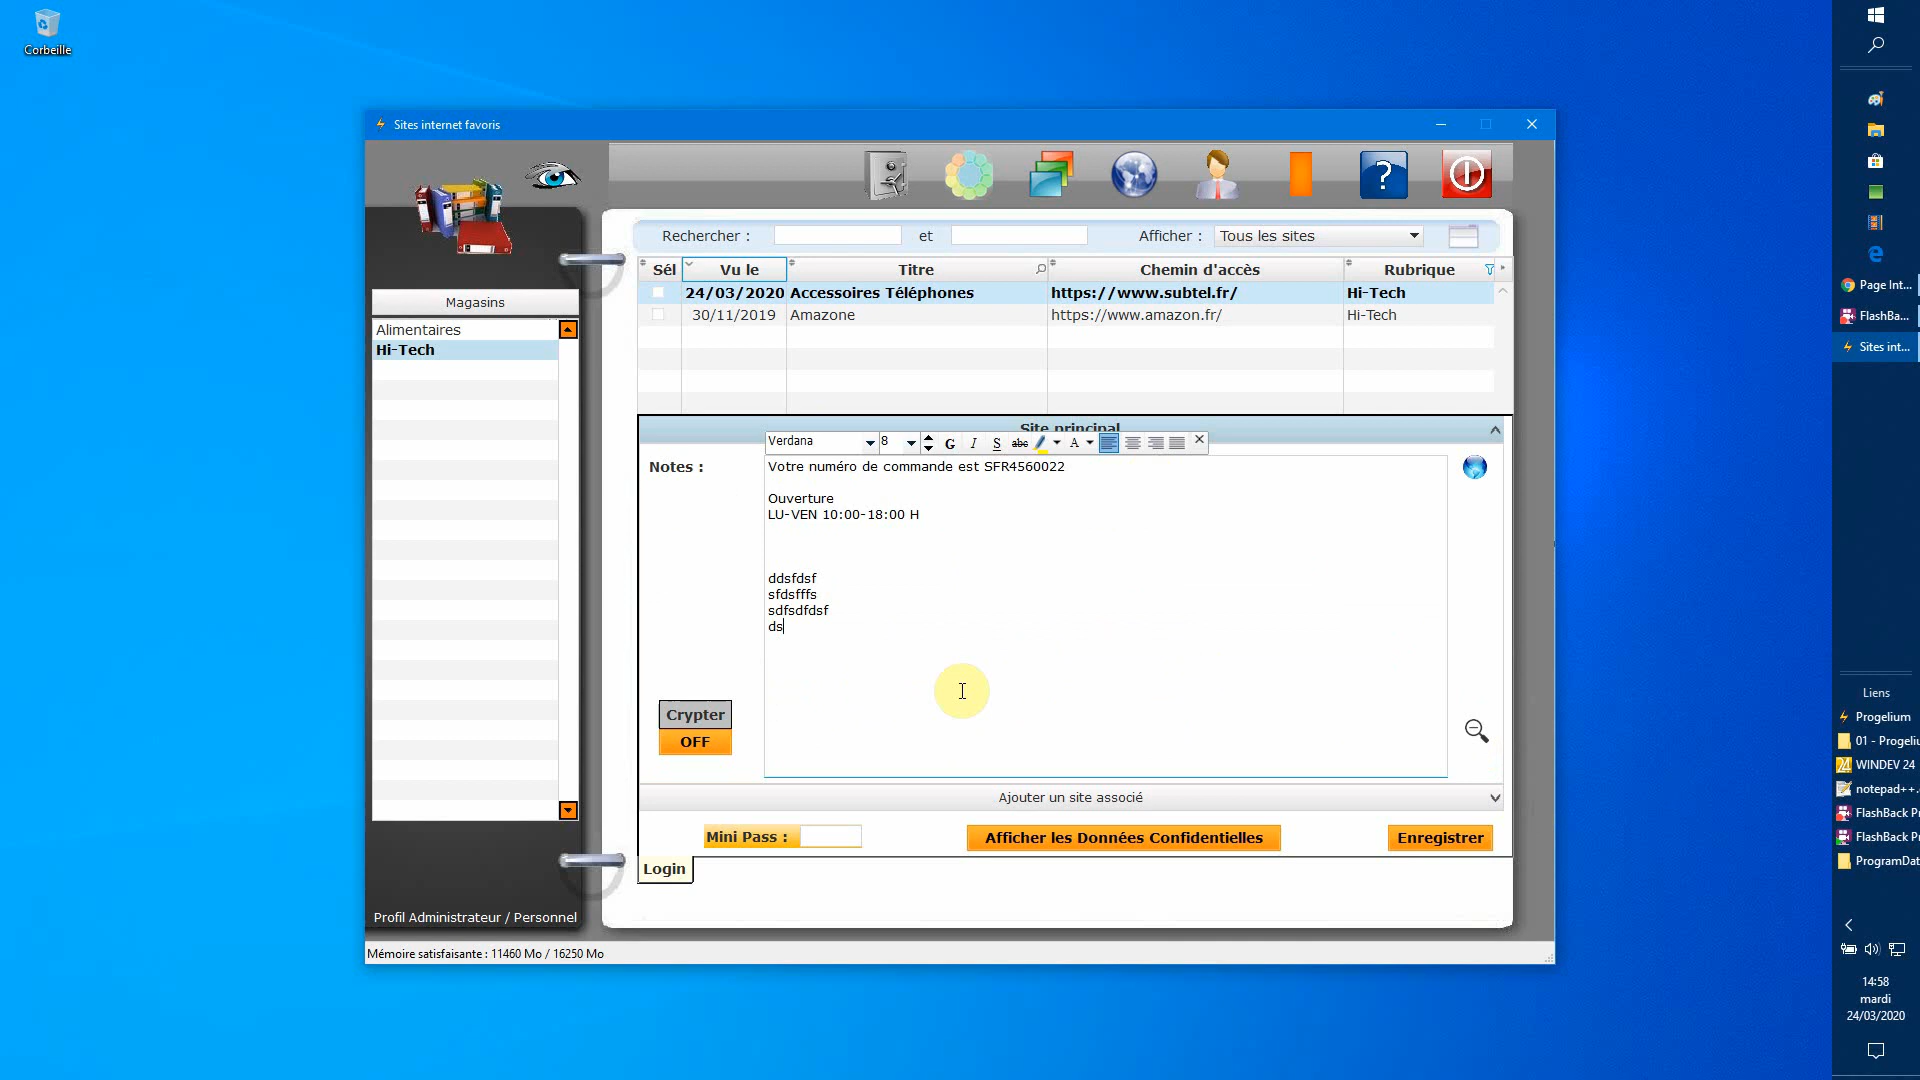 Corbeille
Sites internet favoris
Rechercher :
et
Afficher :
Tous les sites
Sél
Vu le
Titre
Chemin d'accès
Rubrique
24/03/2020 Accessoires Téléphones https://www.subtel.fr/ Hi-Tech
30/11/2019 Amazone https://www.amazon.fr/ Hi-Tech
Magasins
Alimentaires
Hi-Tech
Site principal
Verdana 8 G I S abc A
Notes :
Votre numéro de commande est SFR4560022
Ouverture
LU-VEN 10:00-18:00 H
ddsfdsf
sfdsfffs
sdfsdfdsf
ds
Crypter
OFF
Ajouter un site associé
Mini Pass :
Afficher les Données Confidentielles
Enregistrer
Login
Profil Administrateur / Personnel
Mémoire satisfaisante : 11460 Mo / 16250 Mo
Page Int...
FlashBa...
Sites int...
Liens
Progelium
01 - Progeliu
WINDEV 24
notepad++.
FlashBack Pr
FlashBack Pr
ProgramDat
14:58
mardi
24/03/2020